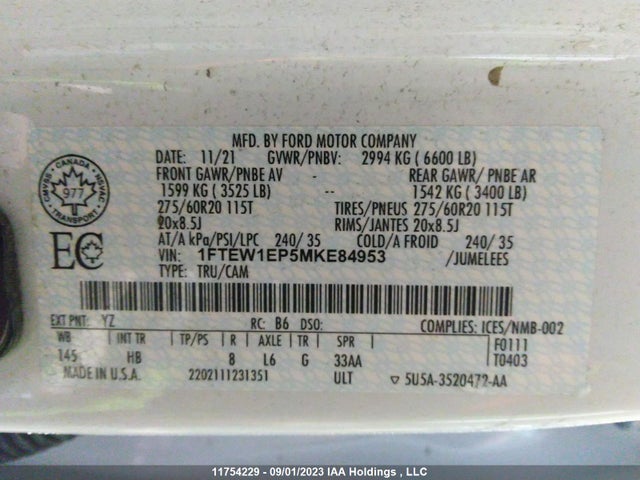 MFD. BY FORD MOTOR COMPANY
DATE: 11/21 GVWR/PNBV: 2994 KG ( 6600 LB)
FRONT GAWR/PNBE AV - REAR GAWR/ PNBE AR
1599 KG ( 3525 LB) -- 1542 KG ( 3400 LB)
275/60R20 115T TIRES/PNEUS 275/60R20 115T
20x8.5J RIMS/JANTES 20x8.5J
AT/A kPa/PSI/LPC 240/ 35 COLD/A FROID 240/ 35
VIN: 1FTEW1EP5MKE84953 /JUMELEES
TYPE: TRU/CAM
CANADA
CMVSS NSVAC
977
TRANSPORT
EC
EXT PNT: YZ RC: B6 DSO: COMPLIES: ICES/NMB-002
WB INT TR TP/PS R AXLE TR SPR F0111
145 HB 8 L6 G 33AA T0403
MADE IN U.S.A. 2202111231351 ULT 5U5A-3520472-AA
11754229 - 09/01/2023 IAA Holdings , LLC